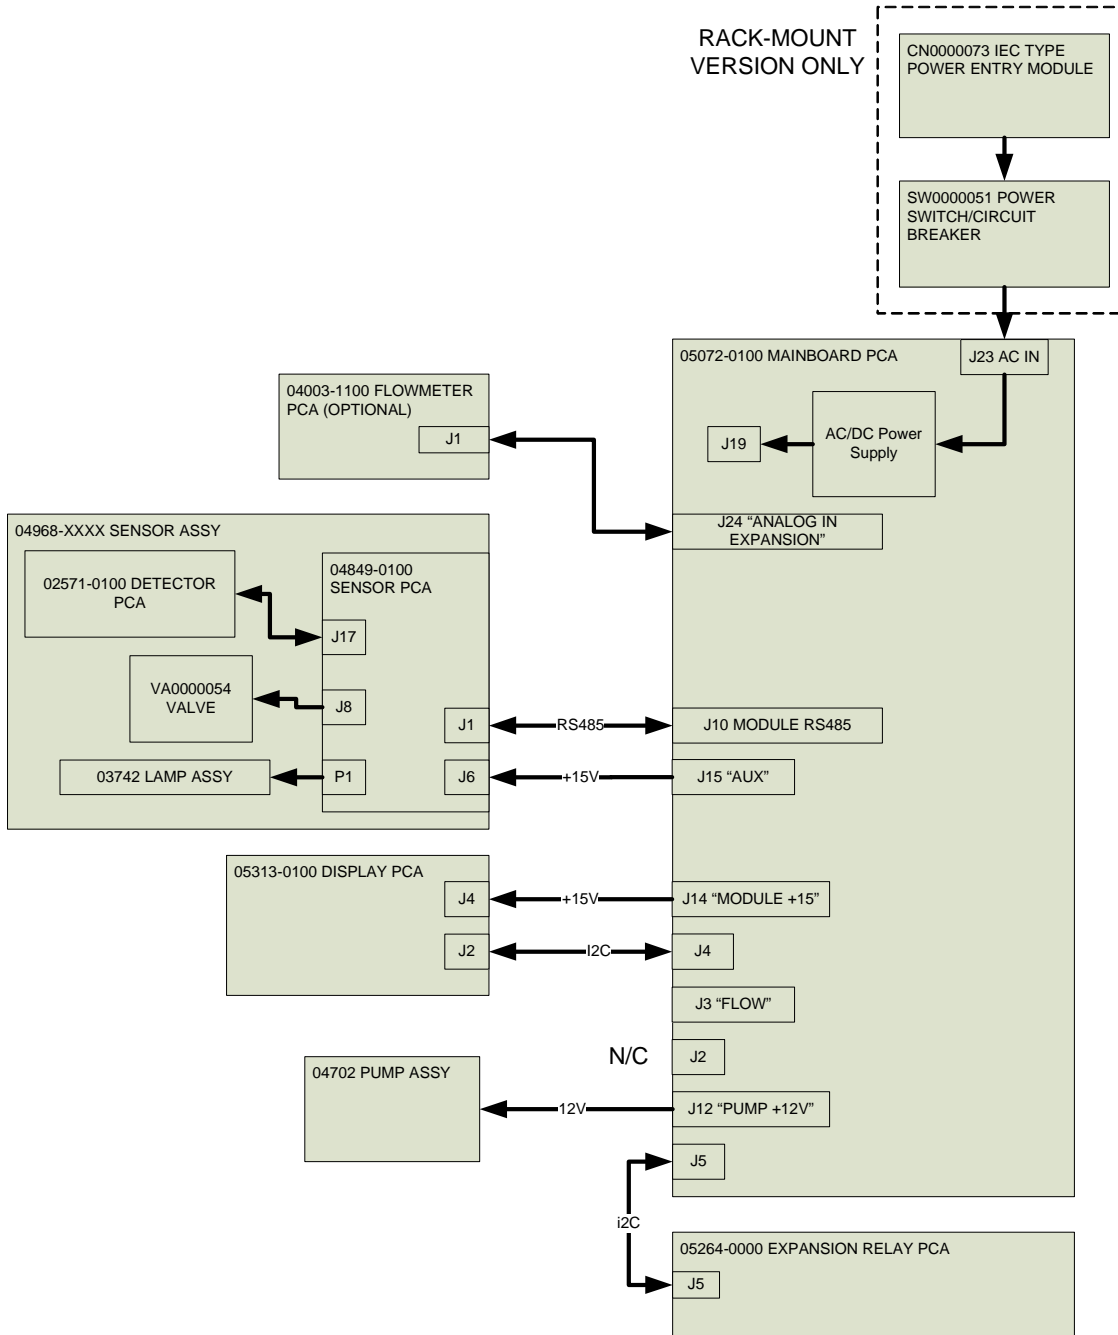 RACK-MOUNT
VERSION ONLY
CN0000073 IEC TYPE
POWER ENTRY MODULE
SW0000051 POWER
SWITCH/CIRCUIT
BREAKER
05072-0100 MAINBOARD PCA
J23 AC IN
AC/DC Power
Supply
J19
04003-1100 FLOWMETER
PCA (OPTIONAL)
J1
J24 “ANALOG IN
EXPANSION”
04968-XXXX SENSOR ASSY
02571-0100 DETECTOR
PCA
04849-0100
SENSOR PCA
J17
VA0000054
VALVE
J8
J1
RS485
J10 MODULE RS485
03742 LAMP ASSY
P1
J6
+15V
J15 “AUX”
05313-0100 DISPLAY PCA
J4
+15V
J14 “MODULE +15”
J2
I2C
J4
J3 “FLOW”
N/C
J2
04702 PUMP ASSY
12V
J12 “PUMP +12V”
J5
i2C
05264-0000 EXPANSION RELAY PCA
J5